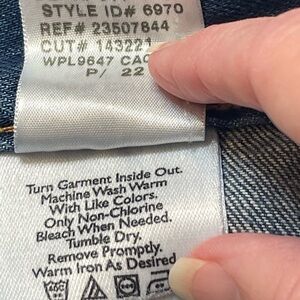 STYLE ID# 6970
REF# 23507844
CUT# 143221
WPL9647 CA0
P/ 22
Turn Garment Inside Out.
Machine Wash Warm
With Like Colors.
Only Non-Chlorine
Bleach When Needed.
Tumble Dry.
Remove Promptly.
Warm Iron As Desired